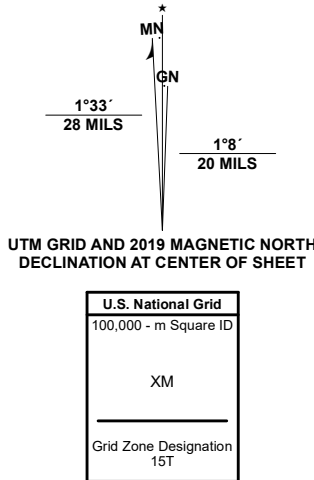 ★
MN
GN
1°33´
28 MILS
1°8´
20 MILS
UTM GRID AND 2019 MAGNETIC NORTH
DECLINATION AT CENTER OF SHEET
U.S. National Grid
100,000 - m Square ID
XM
Grid Zone Designation
15T